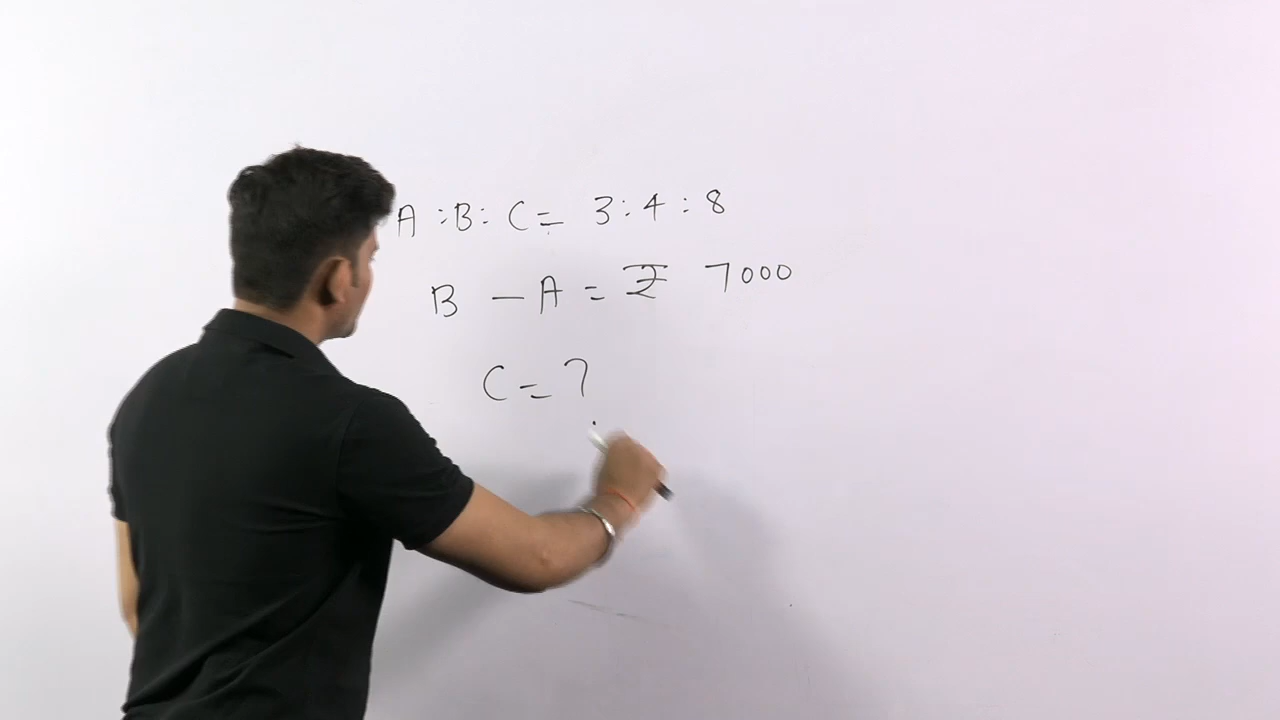 A : B : C = 3 : 4 : 8
B - A = ₹ 7000
C = ?